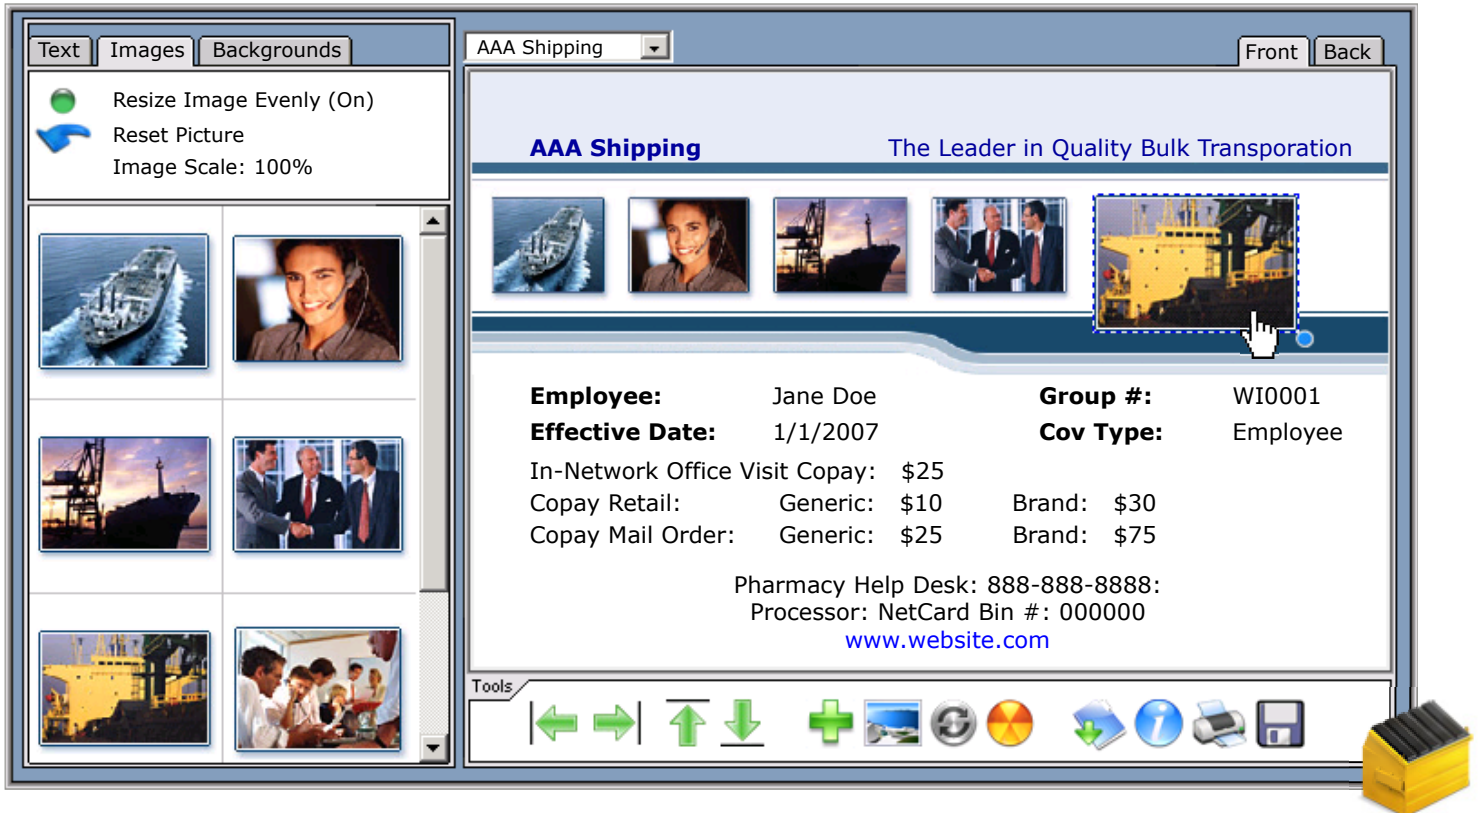 Text Images Backgrounds
Resize Image Evenly (On)
Reset Picture
Image Scale: 100%
AAA Shipping
Front Back
AAA Shipping The Leader in Quality Bulk Transporation
Employee: Jane Doe Group #: WI0001
Effective Date: 1/1/2007 Cov Type: Employee
In-Network Office Visit Copay: $25
Copay Retail: Generic: $10 Brand: $30
Copay Mail Order: Generic: $25 Brand: $75
Pharmacy Help Desk: 888-888-8888:
Processor: NetCard Bin #: 000000
www.website.com
Tools